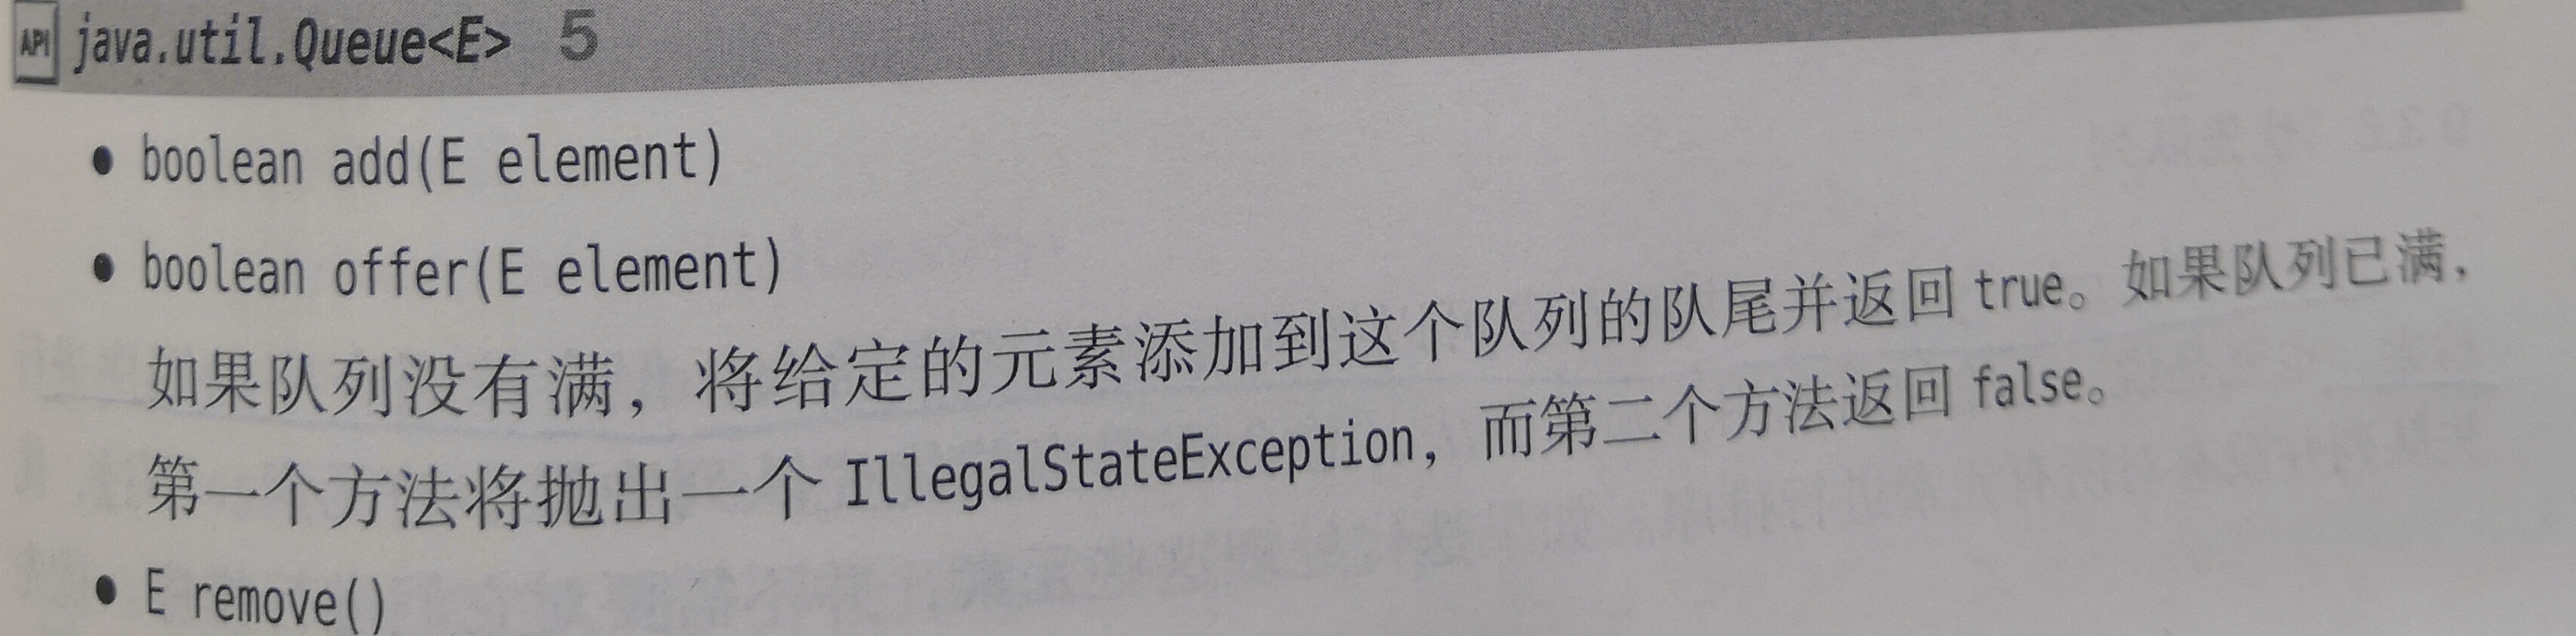 API java.util.Queue<E> 5
• boolean add(E element)
• boolean offer(E element)
如果队列没有满，将给定的元素添加到这个队列的队尾并返回 true。如果队列已满，
第一个方法将抛出一个 IllegalStateException，而第二个方法返回 false。
• E remove()